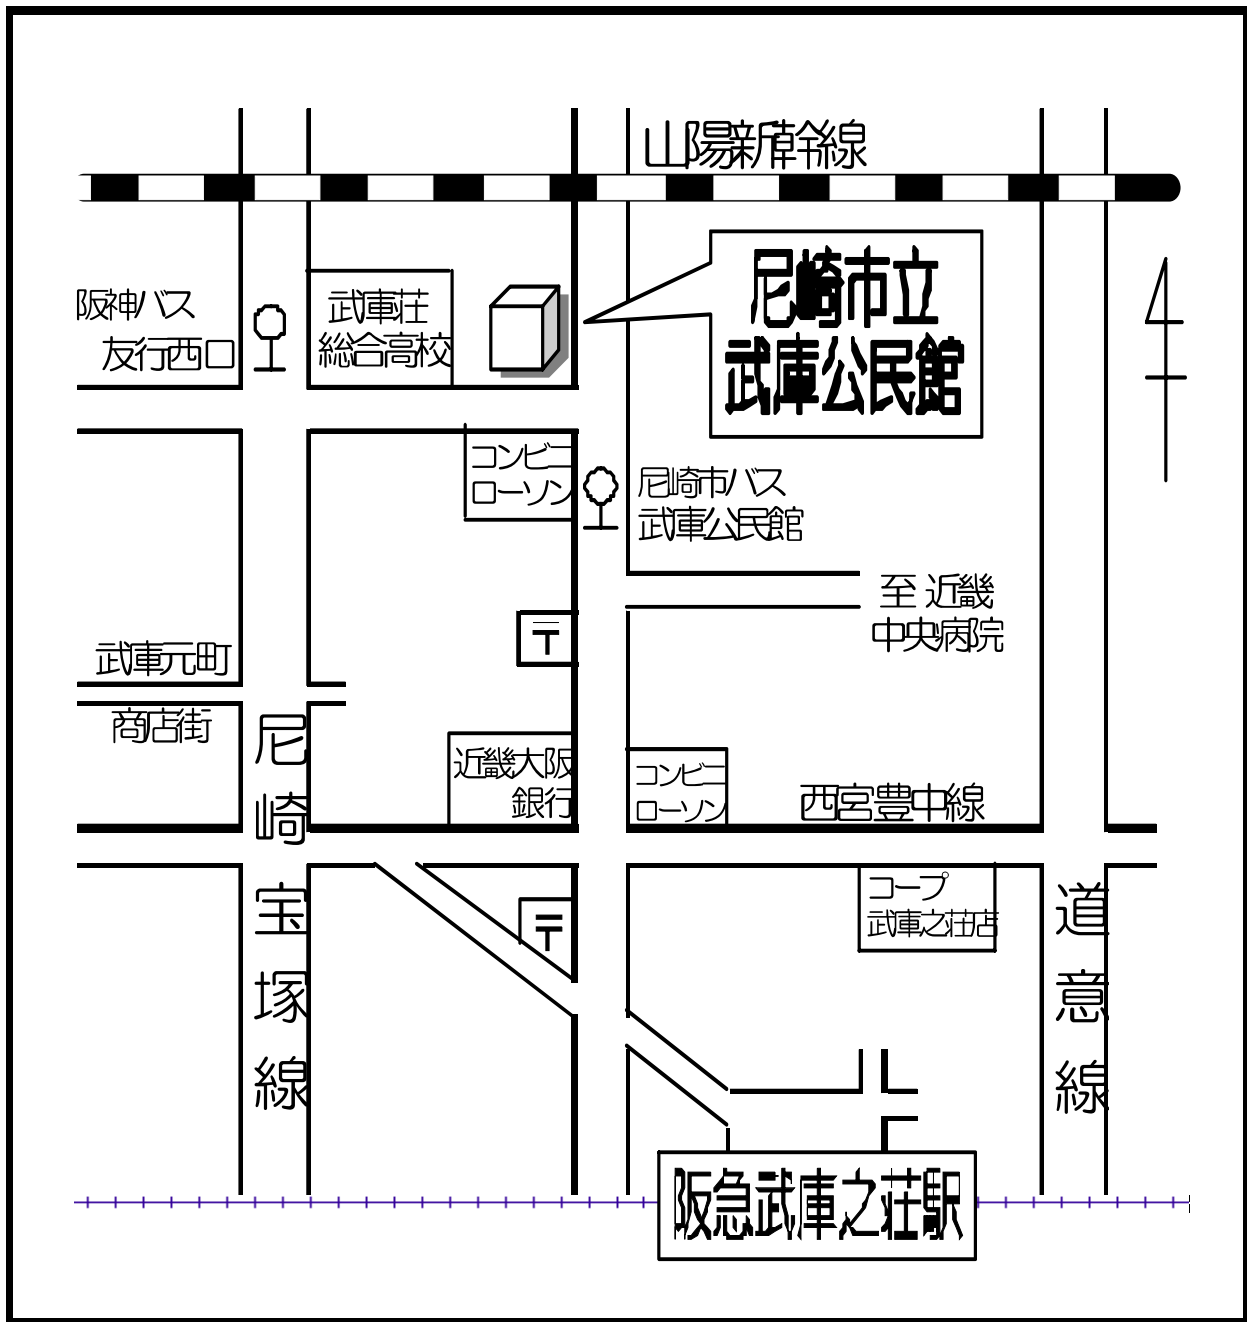 山陽新幹線
尼崎市立
武庫公民館
阪神バス
友行西口
武庫荘
総合高校
コンビニ
ローソン
尼崎市バス
武庫公民館
至 近畿
中央病院
〒
武庫元町
商店街
近畿大阪
銀行
コンビニ
ローソン
西宮豊中線
尼崎宝塚線
〒
コープ
武庫之荘店
道意線
阪急武庫之荘駅